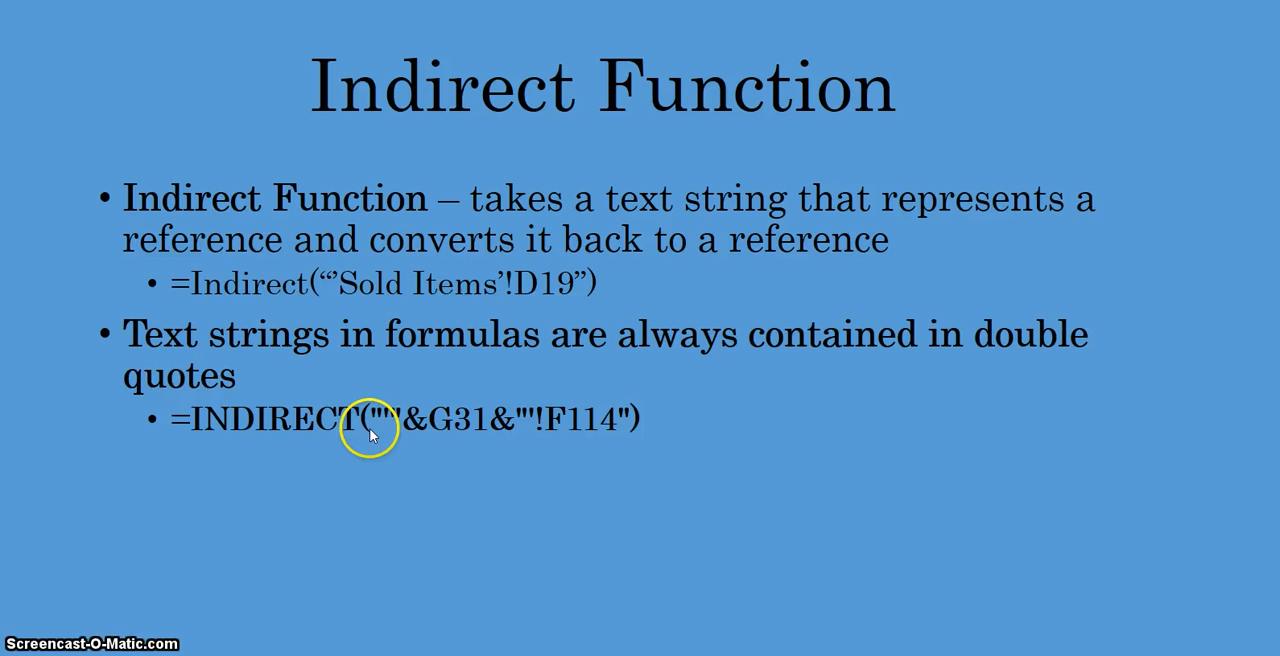 Indirect Function
• Indirect Function – takes a text string that represents a
reference and converts it back to a reference
• =Indirect(“’Sold Items’!D19”)
• Text strings in formulas are always contained in double
quotes
• =INDIRECT("'"&G31&"'!F114")
Screencast-O-Matic.com